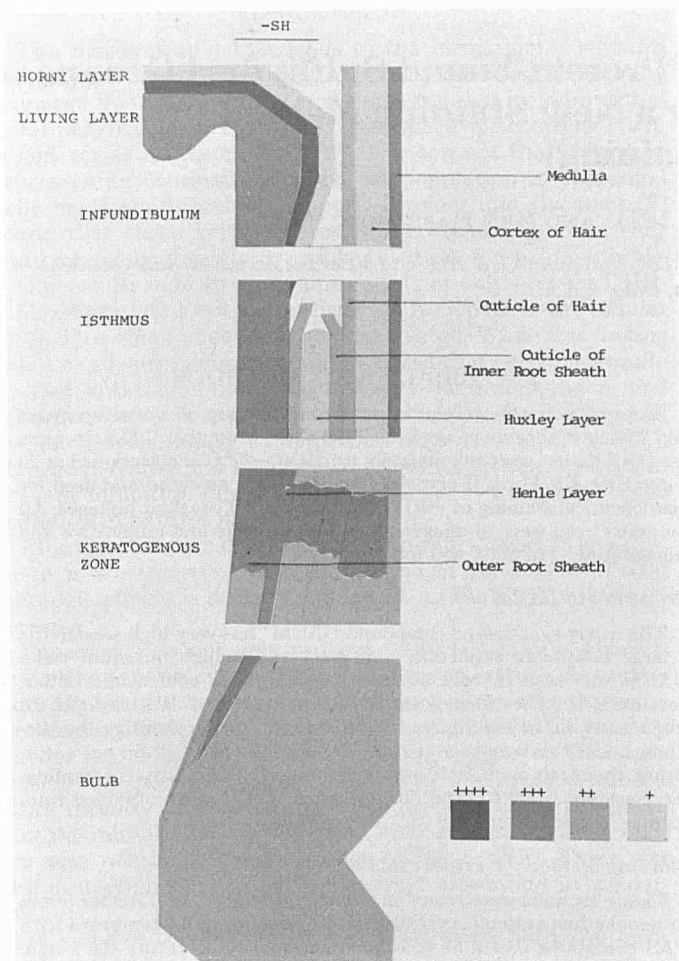 -SH
HORNY LAYER
LIVING LAYER
Medulla
INFUNDIBULUM
Cortex of Hair
Cuticle of Hair
ISTHMUS
Cuticle of
Inner Root Sheath
Huxley Layer
Henle Layer
KERATOGENOUS
ZONE
Outer Root Sheath
BULB
++++ +++ ++ +